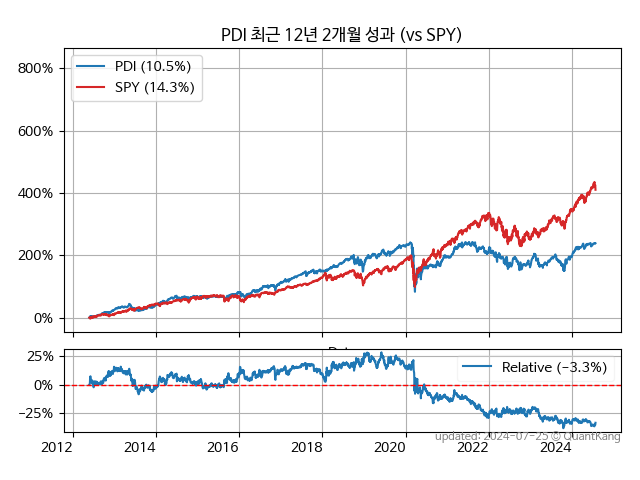 PDI 최근 12년 2개월 성과 (vs SPY)
PDI (10.5%)
SPY (14.3%)
800%
600%
400%
200%
0%
25%
0%
−25%
Relative (−3.3%)
2012 2014 2016 2018 2020 2022 2024
updated: 2024-07-25 © QuantKang